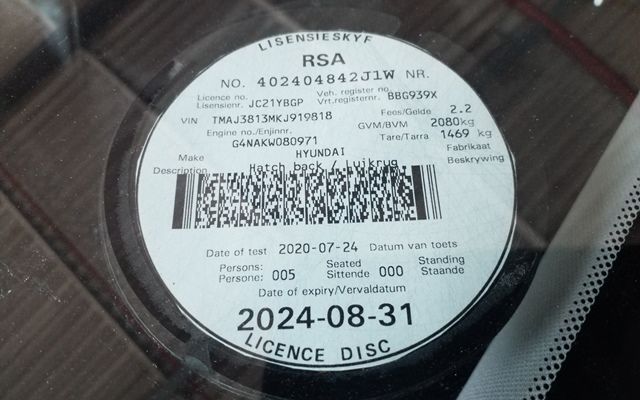 LISENSIESKYF
RSA
NO. 402404842J1W NR.
Licence no. Veh. register no
Lisensienr. JC21YBGP Vrt.registernr. BBG939X
VIN TMAJ3813MKJ919818 Fees/Gelde 2.2
Engine no./Enjinnr. GVM/BVM 2080kg
G4NAKW080971 Tare/Tarra 1469 kg
Make HYUNDAI Fabrikaat
Description Hatch back / Luikrug Beskrywing
Date of test 2020-07-24 Datum van toets
Persons: Seated Standing
Persone: 005 Sittende 000 Staande
Date of expiry/Vervaldatum
2024-08-31
LICENCE DISC